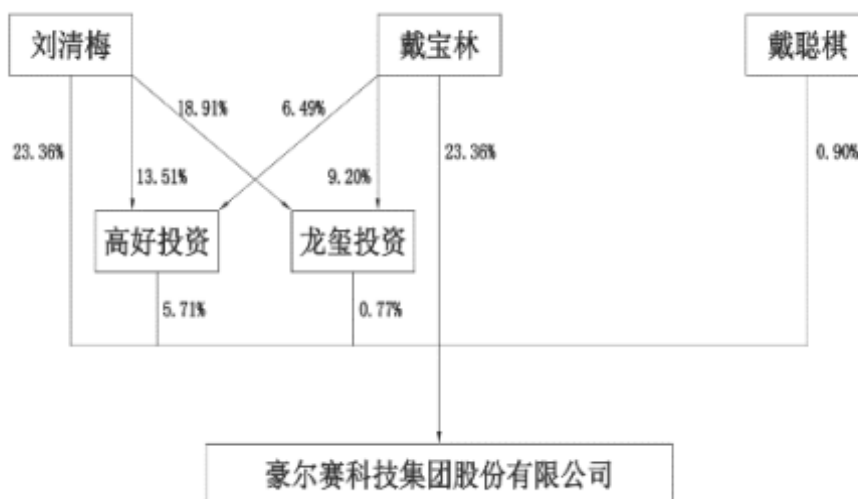 刘清梅
戴宝林
戴聪棋
18.91%
6.49%
23.36%
23.36%
0.90%
13.51%
9.20%
高好投资
龙玺投资
5.71%
0.77%
豪尔赛科技集团股份有限公司